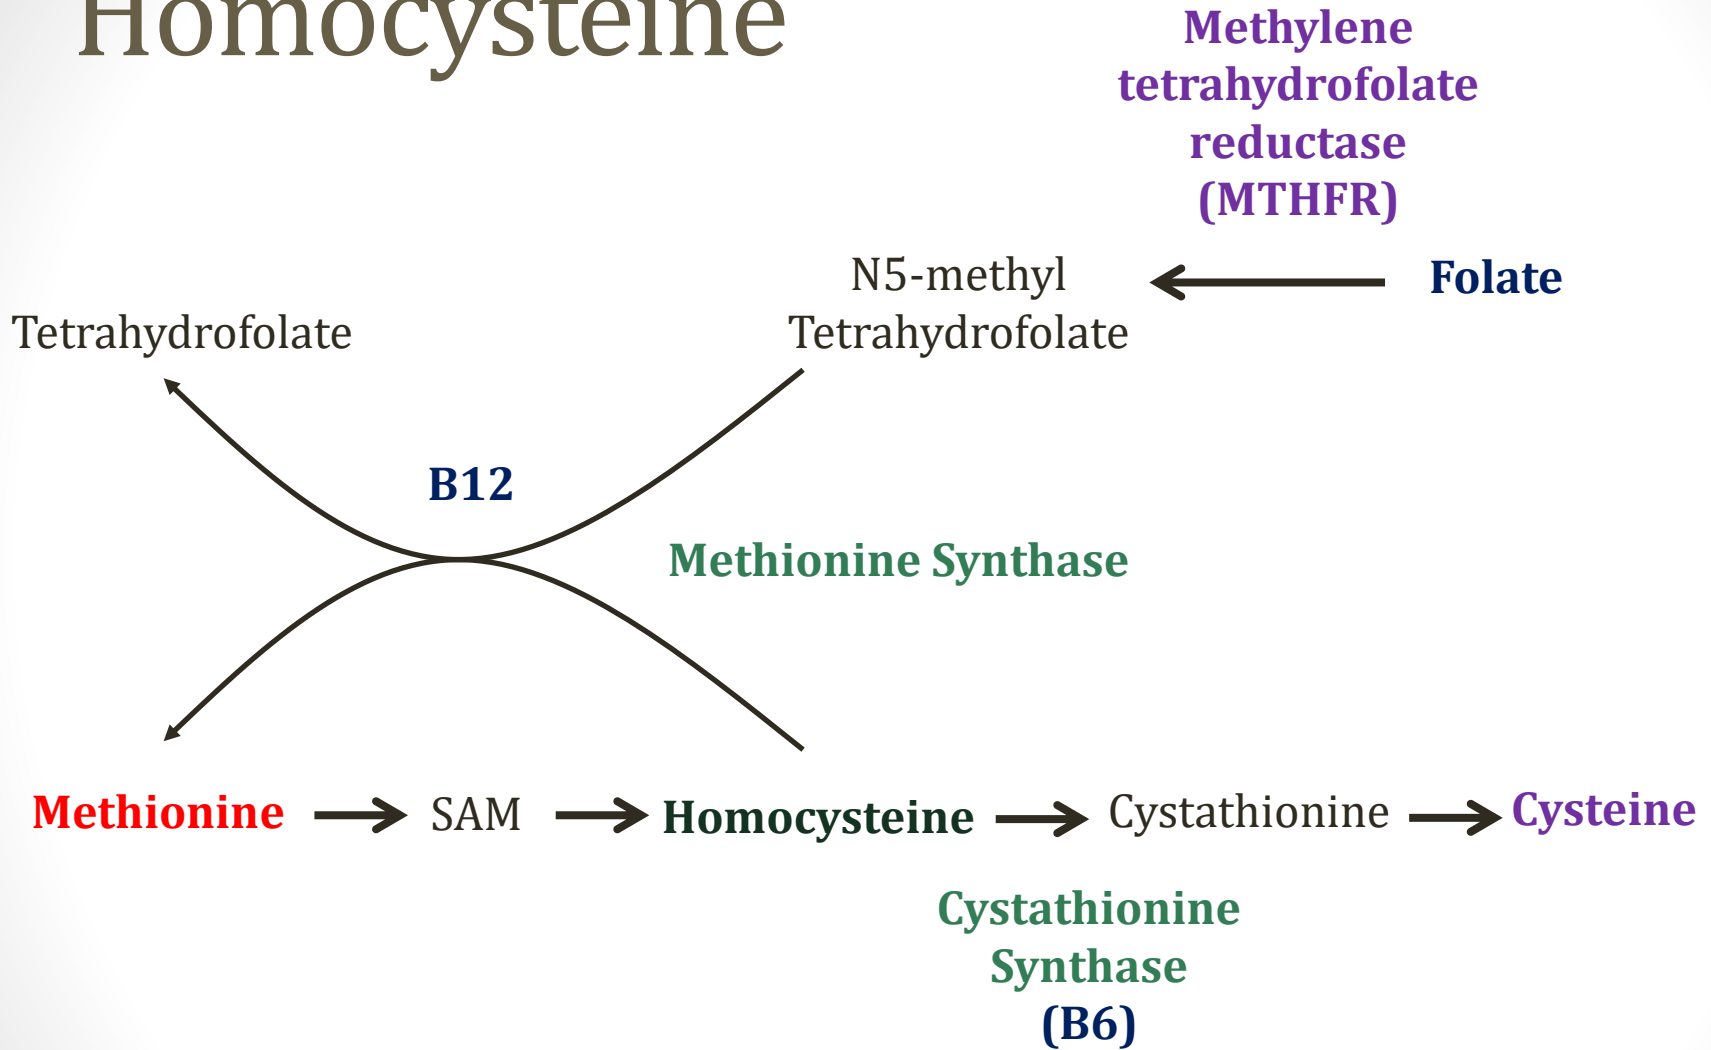 Homocysteine
Methylene
tetrahydrofolate
reductase
(MTHFR)
N5-methyl
Tetrahydrofolate
Folate
Tetrahydrofolate
B12
Methionine Synthase
Methionine
SAM
Homocysteine
Cystathionine
Cysteine
Cystathionine
Synthase
(B6)